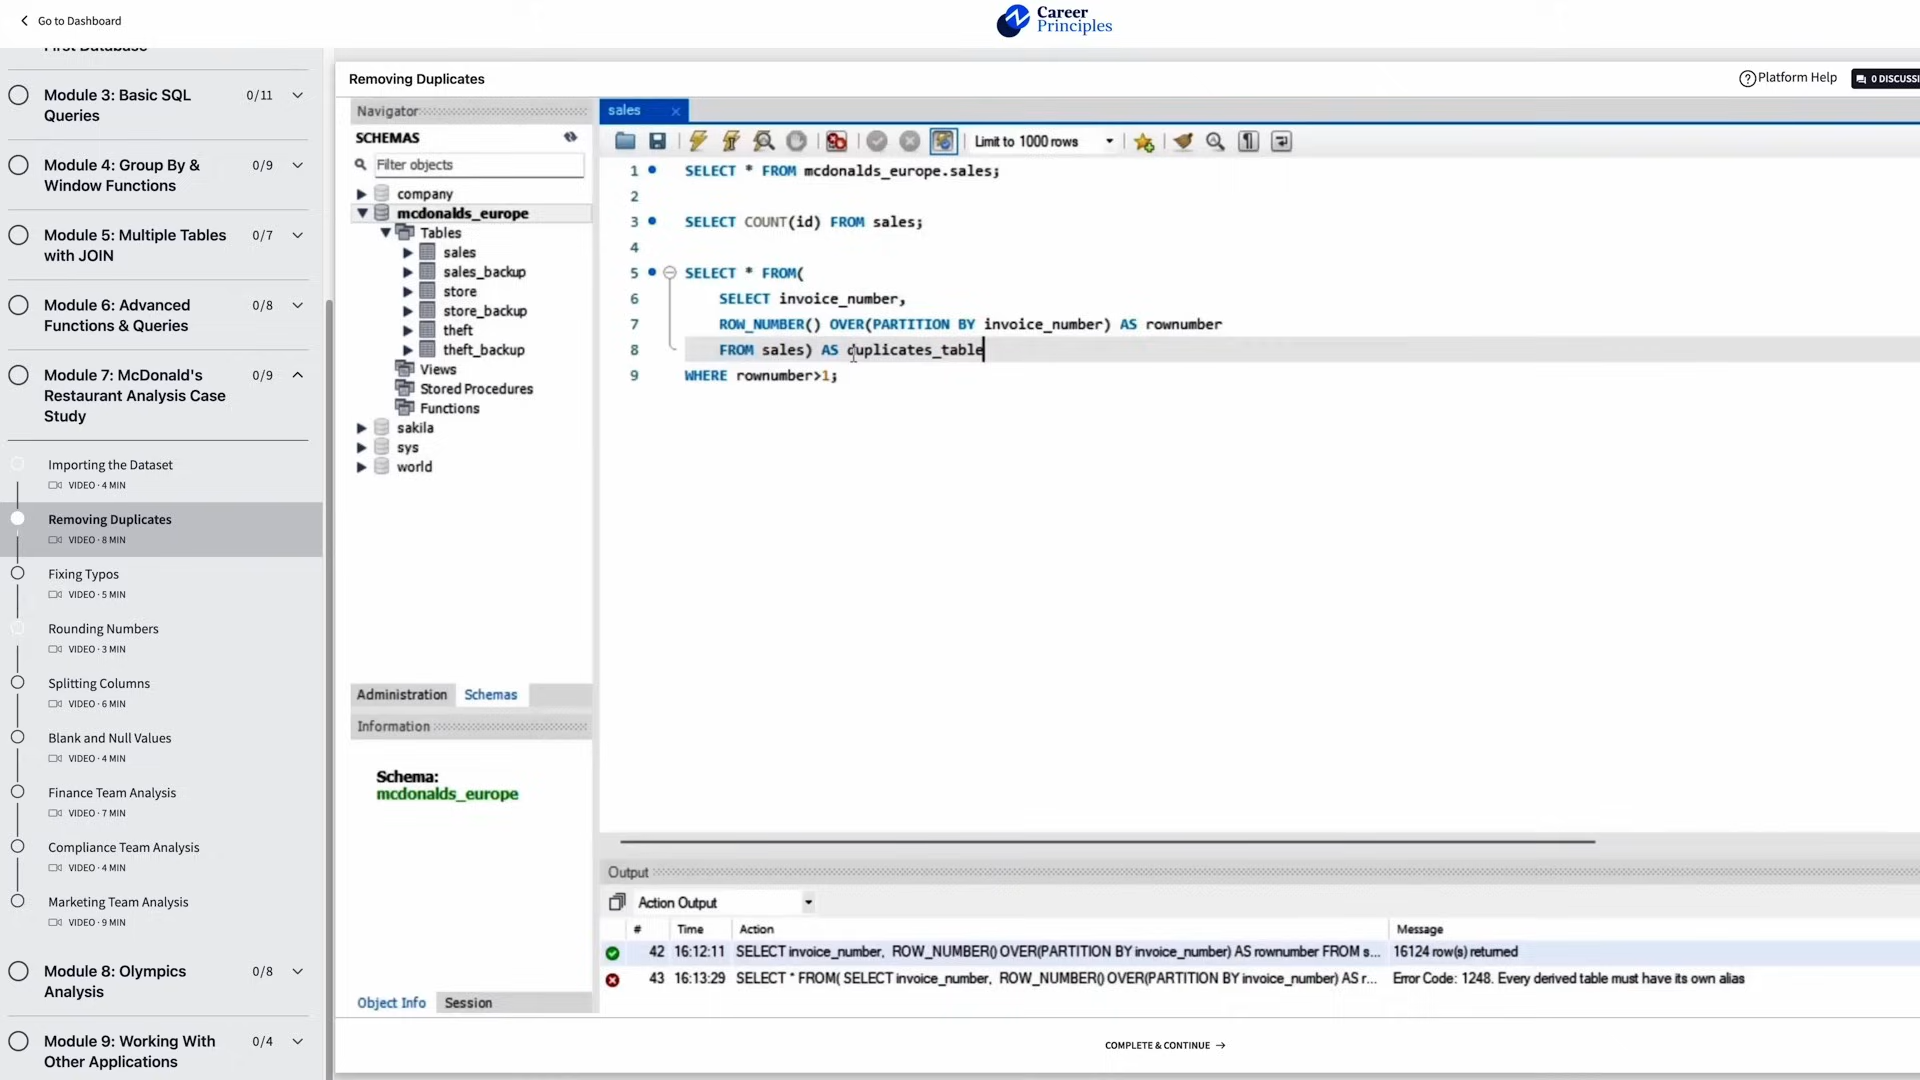 Go to Dashboard
Career
Principles
First Database
Module 3: Basic SQL
Queries
0/11
Module 4: Group By &
Window Functions
0/9
Module 5: Multiple Tables
with JOIN
0/7
Module 6: Advanced
Functions & Queries
0/8
Module 7: McDonald's
Restaurant Analysis Case
Study
0/9
Importing the Dataset
VIDEO · 4 MIN
Removing Duplicates
VIDEO · 8 MIN
Fixing Typos
VIDEO · 5 MIN
Rounding Numbers
VIDEO · 3 MIN
Splitting Columns
VIDEO · 6 MIN
Blank and Null Values
VIDEO · 4 MIN
Finance Team Analysis
VIDEO · 7 MIN
Compliance Team Analysis
VIDEO · 4 MIN
Marketing Team Analysis
VIDEO · 9 MIN
Module 8: Olympics
Analysis
0/8
Module 9: Working With
Other Applications
0/4
Removing Duplicates
Platform Help
0 DISCUSSI
Navigator
SCHEMAS
Filter objects
company
mcdonalds_europe
Tables
sales
sales_backup
store
store_backup
theft
theft_backup
Views
Stored Procedures
Functions
sakila
sys
world
Administration Schemas
Information
Schema:
mcdonalds_europe
Object Info Session
sales
Limit to 1000 rows
1 SELECT * FROM mcdonalds_europe.sales;
2
3 SELECT COUNT(id) FROM sales;
4
5 SELECT * FROM(
6 SELECT invoice_number,
7 ROW_NUMBER() OVER(PARTITION BY invoice_number) AS rownumber
8 FROM sales) AS duplicates_table
9 WHERE rownumber>1;
Output
Action Output
# Time Action Message
42 16:12:11 SELECT invoice_number, ROW_NUMBER() OVER(PARTITION BY invoice_number) AS rownumber FROM s... 16124 row(s) returned
43 16:13:29 SELECT * FROM( SELECT invoice_number, ROW_NUMBER() OVER(PARTITION BY invoice_number) AS r... Error Code: 1248. Every derived table must have its own alias
COMPLETE & CONTINUE →